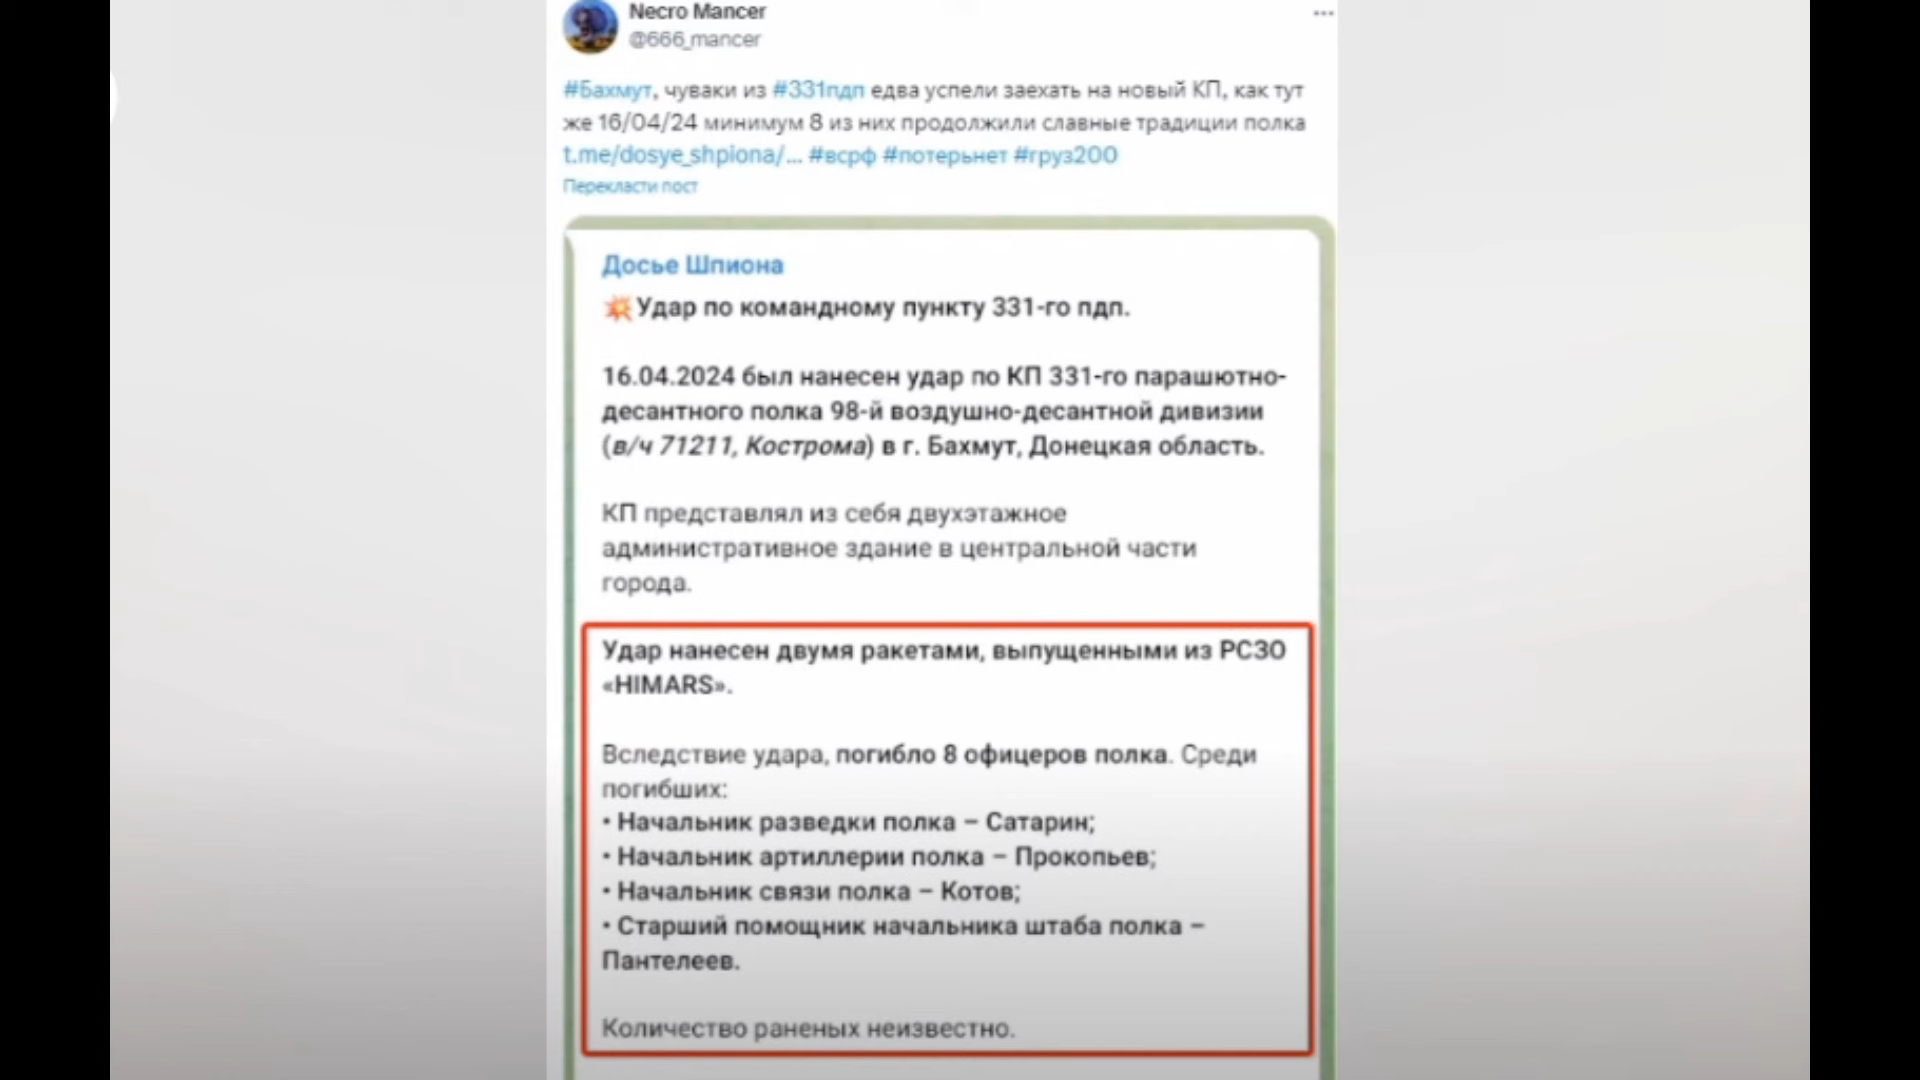 Necro Mancer
@666_mancer
#Бахмут, чуваки из #331пдп едва успели заехать на новый КП, как тут
же 16/04/24 минимум 8 из них продолжили славные традиции полка
t.me/dosye_shpiona/... #всрф #потерьнет #груз200
Перекласти пост
Досье Шпиона
💥Удар по командному пункту 331-го пдп.
16.04.2024 был нанесен удар по КП 331-го парашютно-
десантного полка 98-й воздушно-десантной дивизии
(в/ч 71211, Кострома) в г. Бахмут, Донецкая область.
КП представлял из себя двухэтажное
административное здание в центральной части
города.
Удар нанесен двумя ракетами, выпущенными из РСЗО
«HIMARS».
Вследствие удара, погибло 8 офицеров полка. Среди
погибших:
• Начальник разведки полка – Сатарин;
• Начальник артиллерии полка – Прокопьев;
• Начальник связи полка – Котов;
• Старший помощник начальника штаба полка –
Пантелеев.
Количество раненых неизвестно.